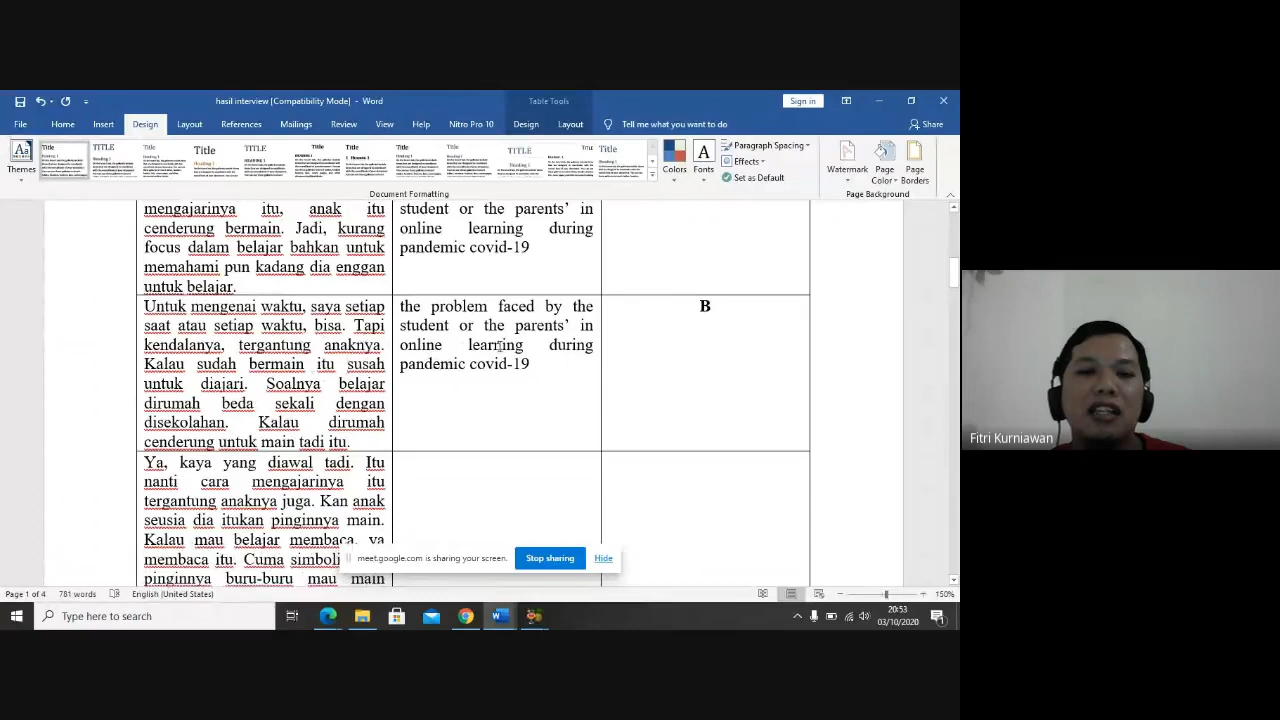 hasil interview [Compatibility Mode] - Word
Table Tools
Sign in
File Home Insert Design Layout References Mailings Review View Help Nitro Pro 10 Design Layout Tell me what you want to do Share
Themes
Title
TITLE
Title
Title
TITLE
Title
Title
Title
TITLE
Title
Title
Colors
Fonts
Paragraph Spacing
Effects
Set as Default
Watermark
Page Color
Page Borders
Document Formatting
Page Background
mengajarinya itu, anak itu
cenderung bermain. Jadi, kurang
focus dalam belajar bahkan untuk
memahami pun kadang dia enggan
untuk belajar.
student or the parents’ in
online learning during
pandemic covid-19
Untuk mengenai waktu, saya setiap
saat atau setiap waktu, bisa. Tapi
kendalanya, tergantung anaknya.
Kalau sudah bermain itu susah
untuk diajari. Soalnya belajar
dirumah beda sekali dengan
disekolahan. Kalau dirumah
cenderung untuk main tadi itu.
the problem faced by the
student or the parents’ in
online learning during
pandemic covid-19
B
Ya, kaya yang diawal tadi. Itu
nanti cara mengajarinya itu
tergantung anaknya juga. Kan anak
seusia dia itukan pinginnya main.
Kalau mau belajar membaca, ya
membaca itu. Cuma simboli
pinginnya buru-buru mau main
meet.google.com is sharing your screen.
Stop sharing
Hide
Fitri Kurniawan
Page 1 of 4 781 words English (United States)
150%
Type here to search
20:53
03/10/2020